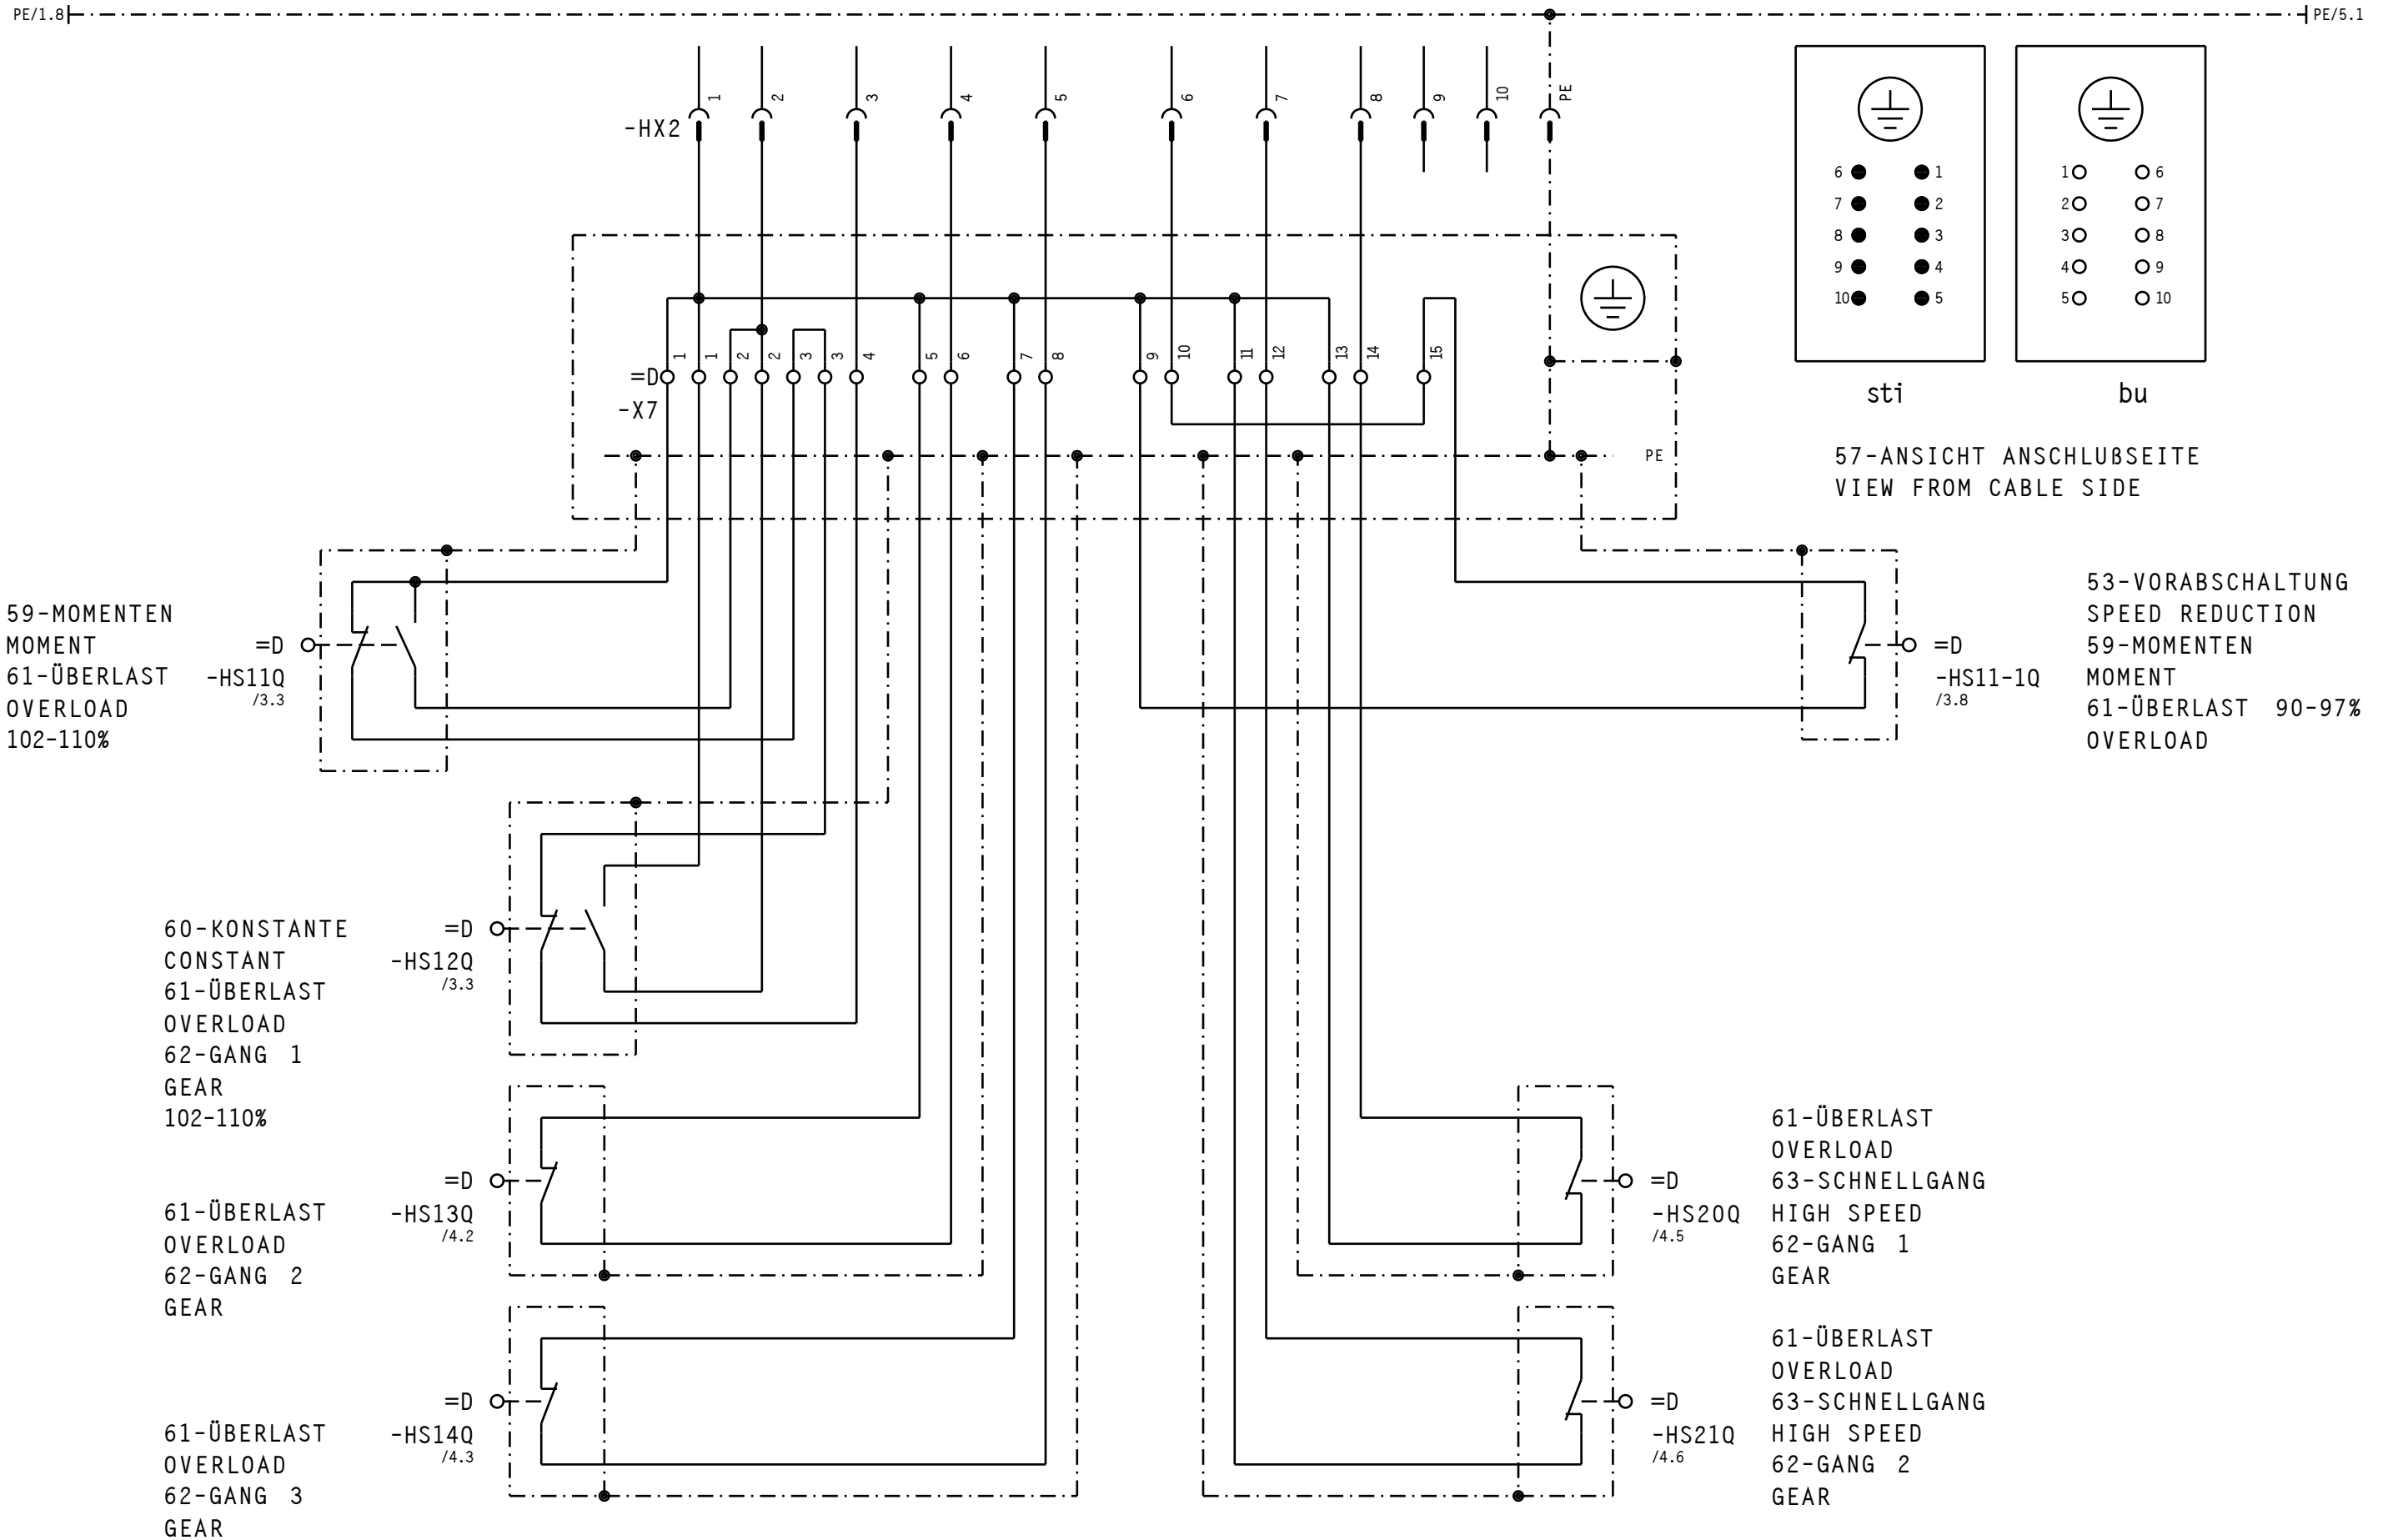 PE/1.8
PE/5.1
1 2 3 4 5 6 7 8 9 10 PE
-HX2
6 1
7 2
8 3
9 4
10 5
sti
1 6
2 7
3 8
4 9
5 10
bu
57-ANSICHT ANSCHLUßSEITE
VIEW FROM CABLE SIDE
1 1 2 2 3 3 4 5 6 7 8 9 10 11 12 13 14 15
=D
-X7
PE
59-MOMENTEN
MOMENT
61-ÜBERLAST
OVERLOAD
102-110%
=D
-HS11Q
/3.3
=D
-HS11-1Q
/3.8
53-VORABSCHALTUNG
SPEED REDUCTION
59-MOMENTEN
MOMENT
61-ÜBERLAST 90-97%
OVERLOAD
60-KONSTANTE
CONSTANT
61-ÜBERLAST
OVERLOAD
62-GANG 1
GEAR
102-110%
=D
-HS12Q
/3.3
61-ÜBERLAST
OVERLOAD
62-GANG 2
GEAR
=D
-HS13Q
/4.2
=D
-HS20Q
/4.5
61-ÜBERLAST
OVERLOAD
63-SCHNELLGANG
HIGH SPEED
62-GANG 1
GEAR
61-ÜBERLAST
OVERLOAD
62-GANG 3
GEAR
=D
-HS14Q
/4.3
=D
-HS21Q
/4.6
61-ÜBERLAST
OVERLOAD
63-SCHNELLGANG
HIGH SPEED
62-GANG 2
GEAR